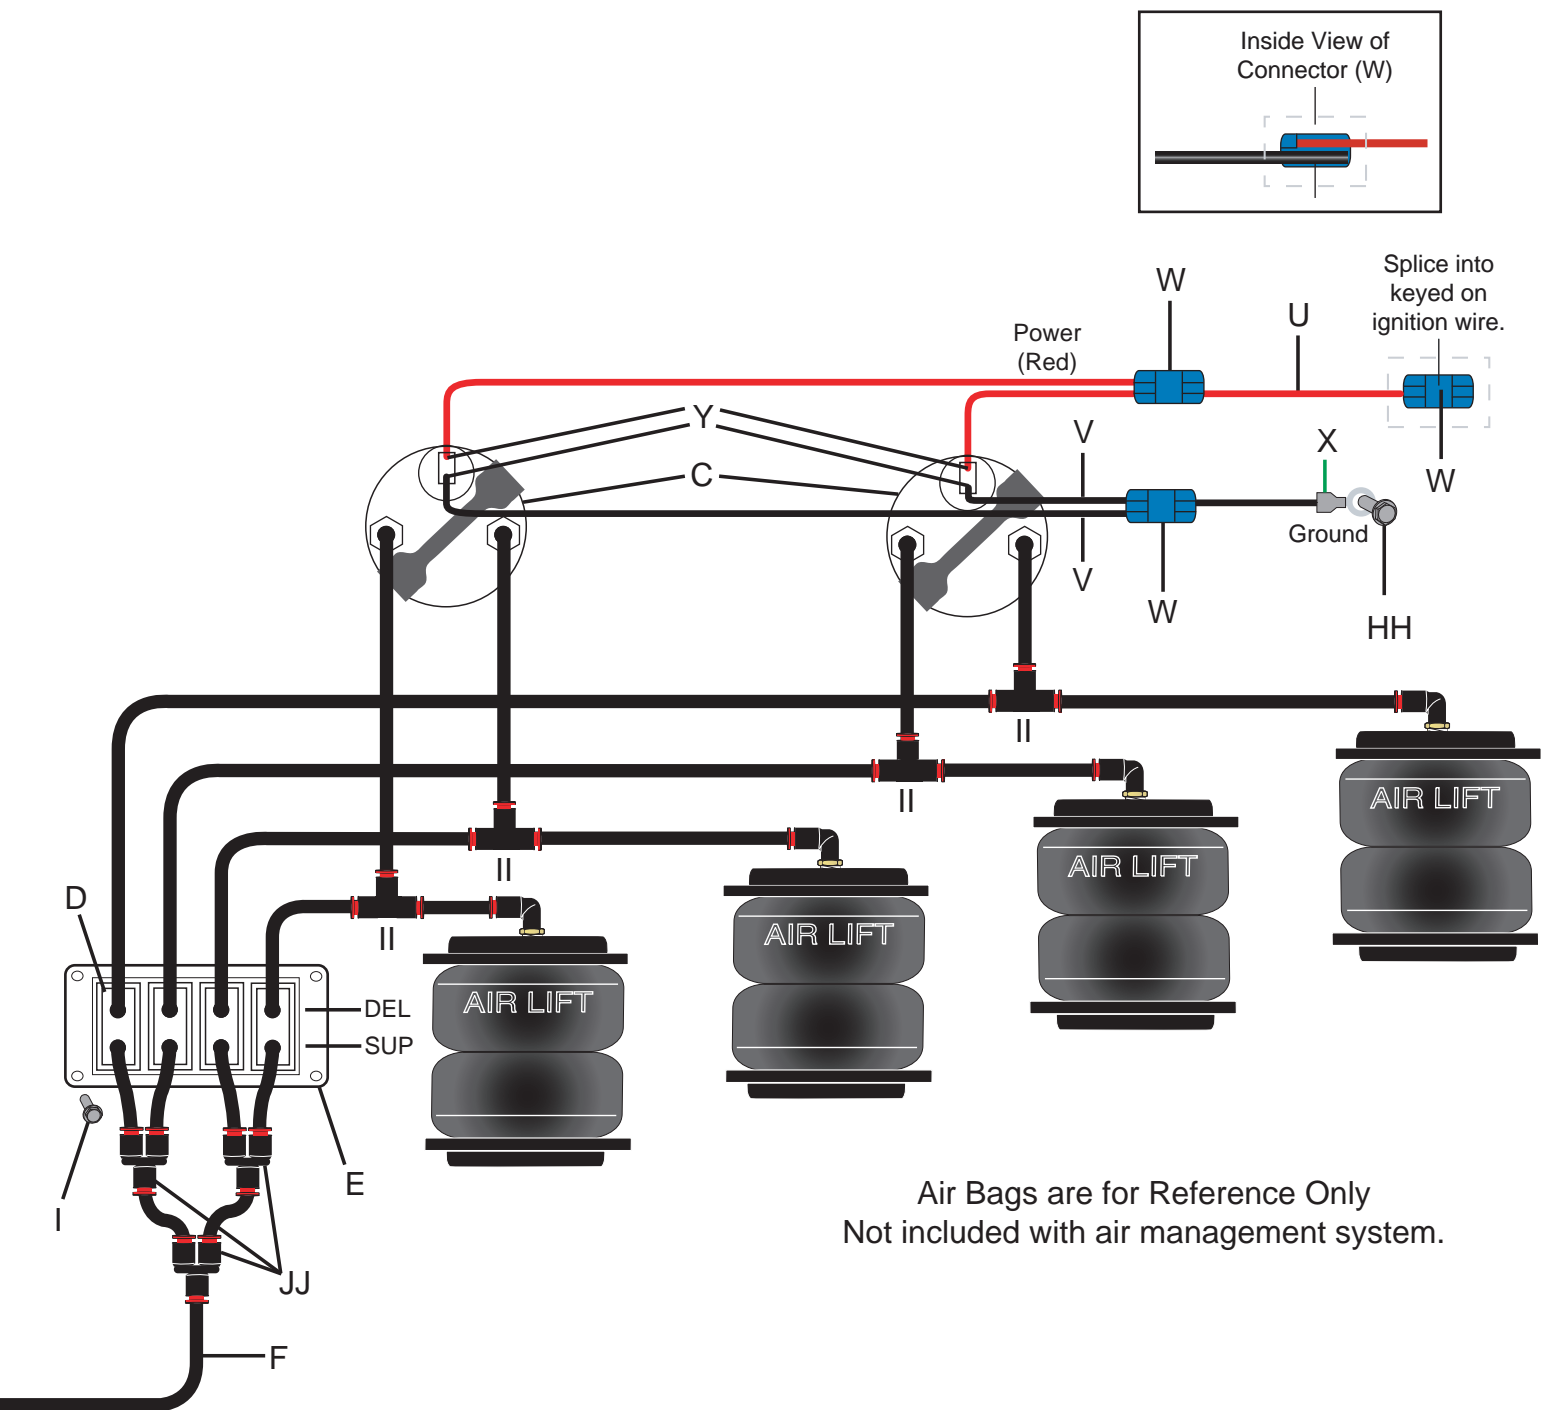 Inside View of
Connector (W)
Splice into
keyed on
ignition wire.
W
U
Power
(Red)
Y
V
X
W
C
Ground
V
W
HH
II
AIR LIFT
II
AIR LIFT
II
AIR LIFT
D
II
AIR LIFT
DEL
SUP
E
I
Air Bags are for Reference Only
Not included with air management system.
JJ
F